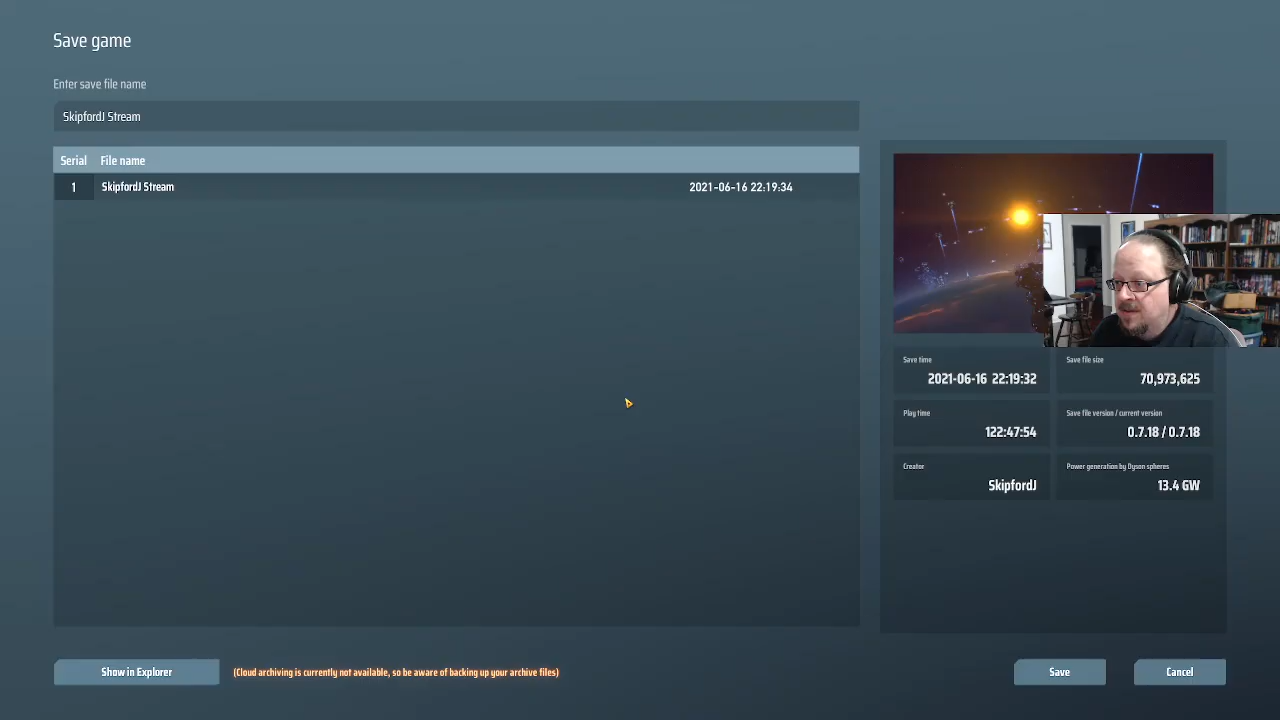 Save game
Enter save file name
SkipfordJ Stream
Serial File name
1 SkipfordJ Stream 2021-06-16 22:19:34
Save time Save file size
2021-06-16 22:19:32 70,973,625
Play time Save file version / current version
122:47:54 0.7.18 / 0.7.18
Creator Power generation by Dyson spheres
SkipfordJ 13.4 GW
Show in Explorer (Cloud archiving is currently not available, so be aware of backing up your archive files) Save Cancel